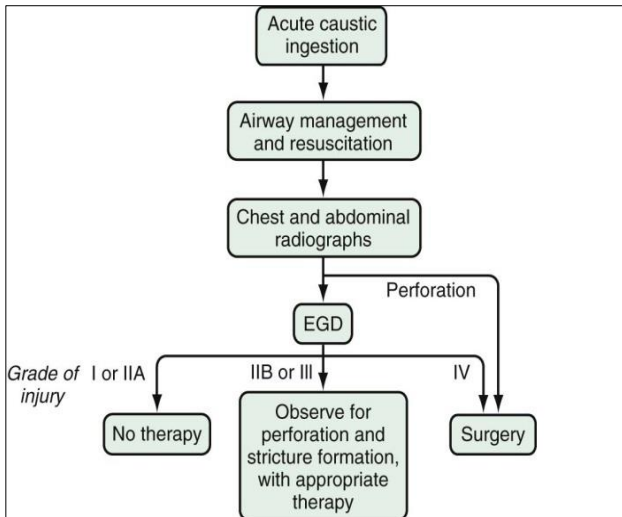 Acute caustic
ingestion
Airway management
and resuscitation
Chest and abdominal
radiographs
Perforation
EGD
Grade of
injury
I or IIA
IIB or III
IV
No therapy
Observe for
perforation and
stricture formation,
with appropriate
therapy
Surgery